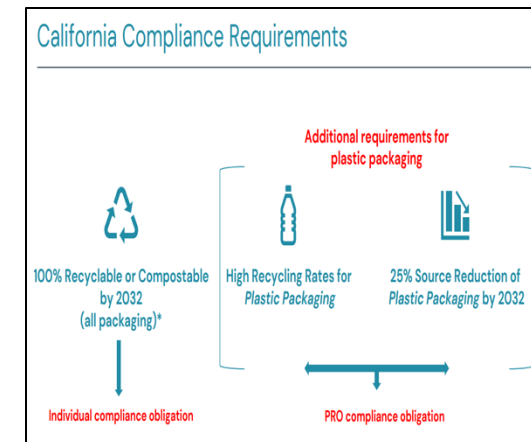 California Compliance Requirements
Additional requirements for
plastic packaging
100% Recyclable or Compostable
by 2032
(all packaging)*
High Recycling Rates for
Plastic Packaging
25% Source Reduction of
Plastic Packaging by 2032
Individual compliance obligation
PRO compliance obligation